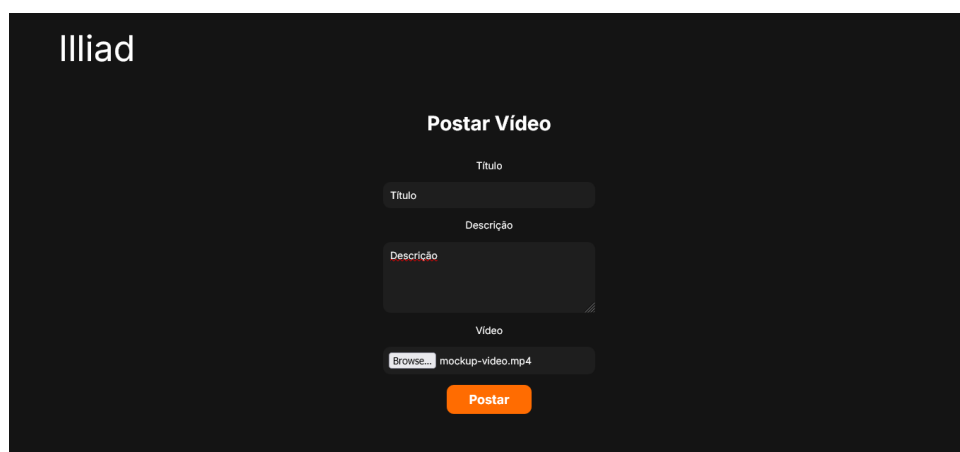 Illiad
Postar Vídeo
Título
Título
Descrição
Descrição
Vídeo
Browse... mockup-video.mp4
Postar